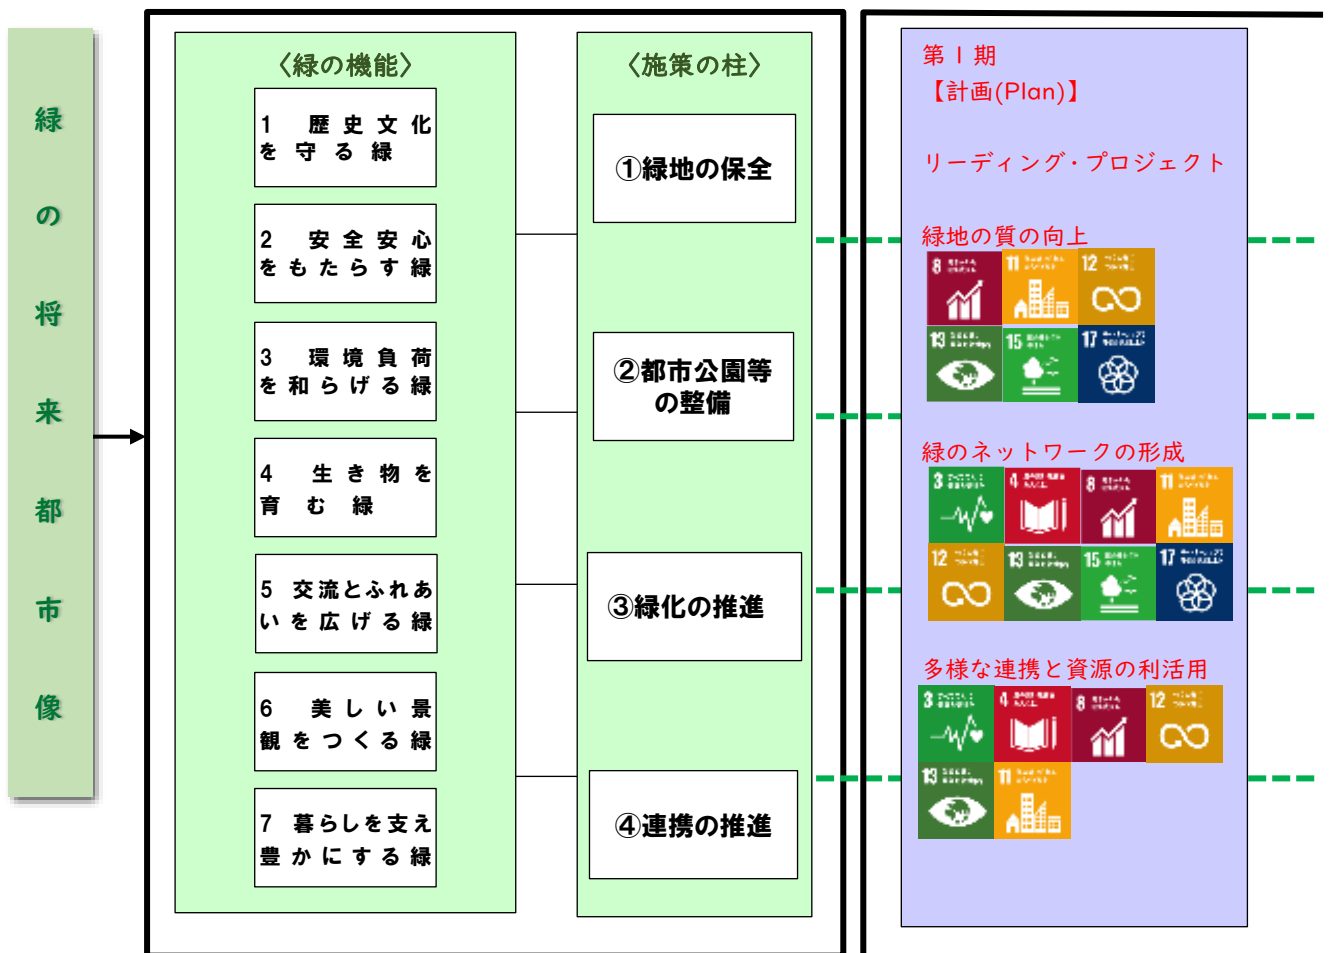 緑の将来都市像
〈緑の機能〉
1 歴史文化
を守る緑
2 安全安心
をもたらす緑
3 環境負荷
を和らげる緑
4 生き物を
育む緑
5 交流とふれあ
いを広げる緑
6 美しい景
観をつくる緑
7 暮らしを支え
豊かにする緑
〈施策の柱〉
①緑地の保全
②都市公園等
の整備
③緑化の推進
④連携の推進
第1期
【計画(Plan)】
リーディング・プロジェクト
緑地の質の向上
8 11 12
13 15 17
緑のネットワークの形成
3 4 8 11
12 13 15 17
多様な連携と資源の利活用
3 4 8 12
13 11